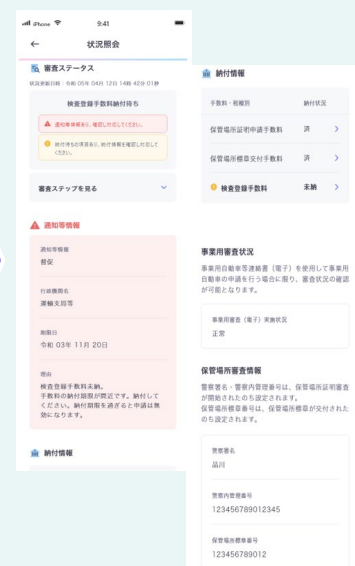 iPhone
9:41
状況照会
審査ステータス
状況更新日時：令和 05年 04月 12日 14時 42分 01秒
検査登録手数料納付待ち
通知等情報あり、確認し対応してください。
納付待ちの項目あり、納付情報を確認し対応して
ください。
審査ステップを見る
通知等情報
通知等情報
督促
行政機関名
運輸支局等
期限日
令和 03年 11月 20日
理由
検査登録手数料未納。
手数料の納付期限が間近です。納付して
ください。納付期限を過ぎると申請は無
効になります。
納付情報
納付情報
手数料・税種別 納付状況
保管場所証明申請手数料 済
保管場所標章交付手数料 済
検査登録手数料 未納
事業用審査状況
事業用自動車等連絡書（電子）を使用して事業用
自動車の申請を行う場合に限り、審査状況の確認
が可能となります。
事業用審査（電子）実施状況
正常
保管場所審査情報
警察署名・警察内管理番号は、保管場所証明審査
が開始されたのち設定されます。
保管場所標章番号は、保管場所標章が交付された
のち設定されます。
警察署名
品川
警察内管理番号
123456789012345
保管場所標章番号
123456789012